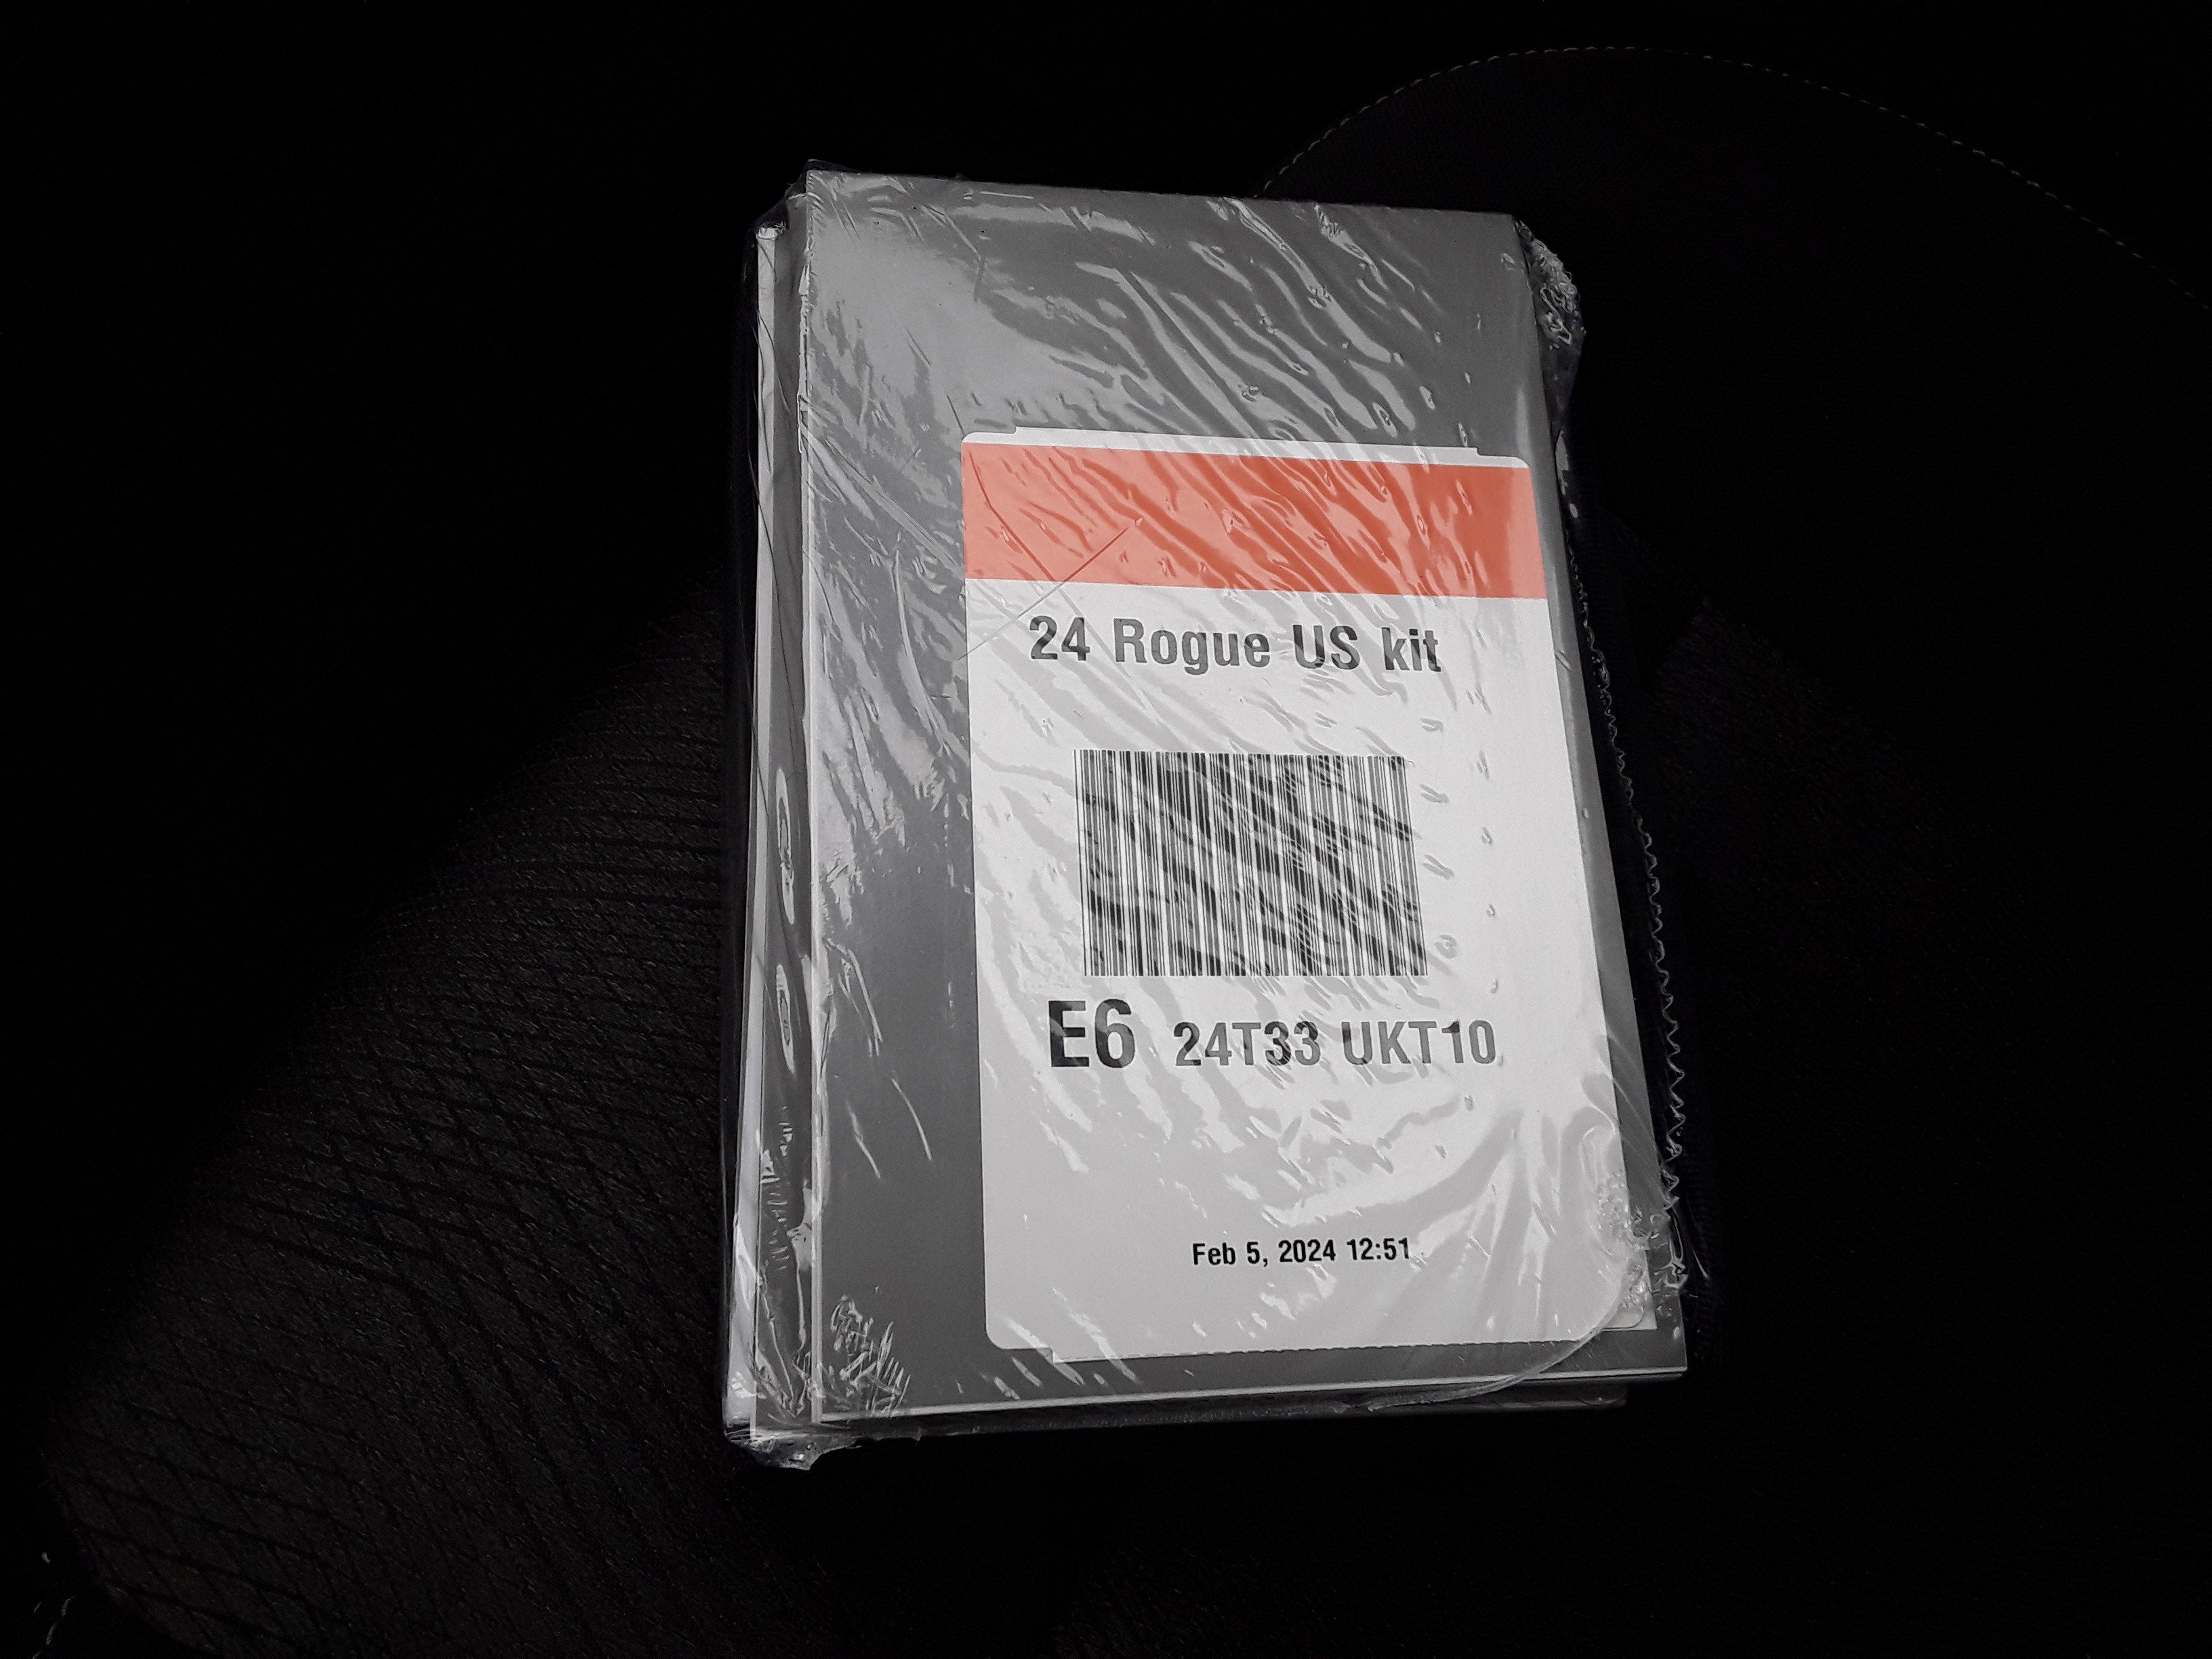 24 Rogue US kit
E6 24T33 UKT10
Feb 5, 2024 12:51